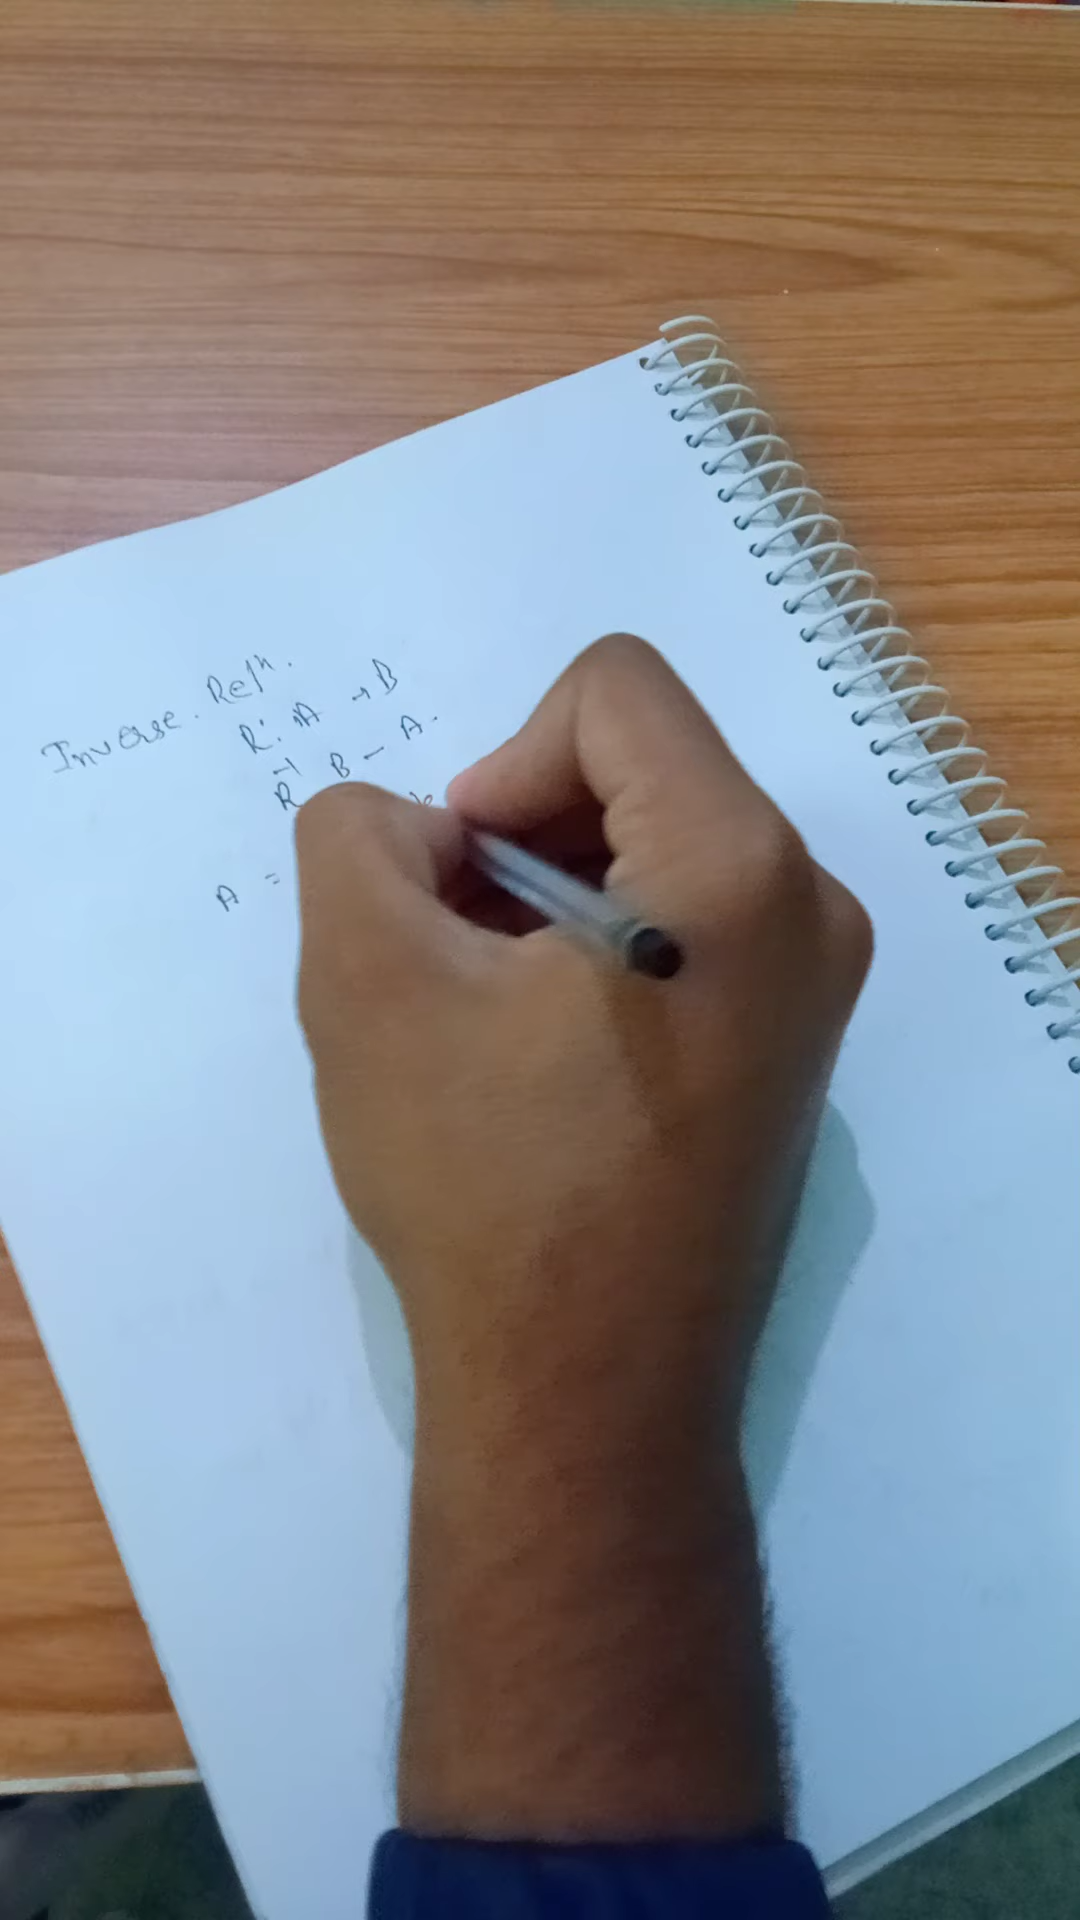 Inverse. Relⁿ.
R: A → B
R⁻¹ B – A.
A =